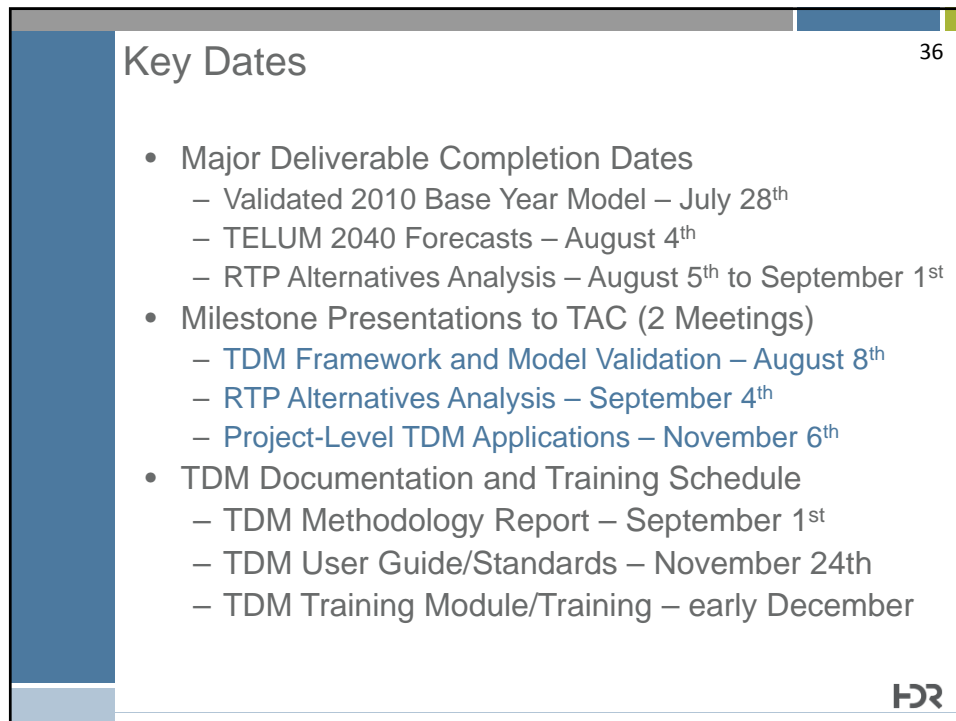 Key Dates
36
• Major Deliverable Completion Dates
– Validated 2010 Base Year Model – July 28th
– TELUM 2040 Forecasts – August 4th
– RTP Alternatives Analysis – August 5th to September 1st
• Milestone Presentations to TAC (2 Meetings)
– TDM Framework and Model Validation – August 8th
– RTP Alternatives Analysis – September 4th
– Project-Level TDM Applications – November 6th
• TDM Documentation and Training Schedule
– TDM Methodology Report – September 1st
– TDM User Guide/Standards – November 24th
– TDM Training Module/Training – early December
HDR